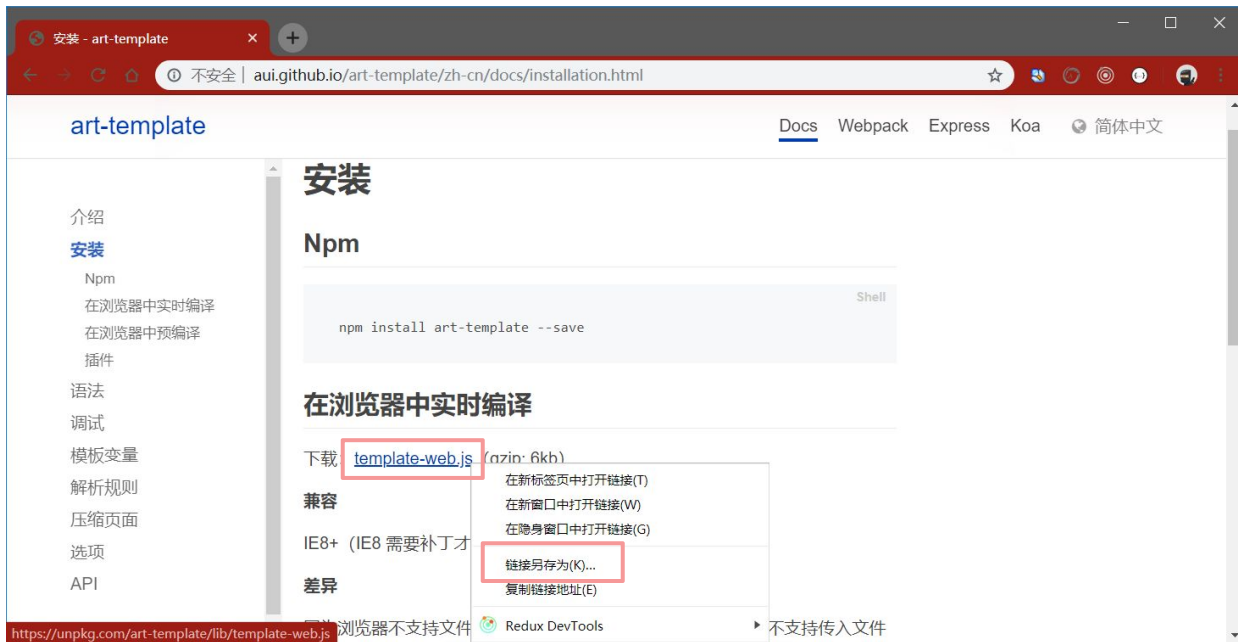 安装 - art-template
不安全 | aui.github.io/art-template/zh-cn/docs/installation.html
art-template
Docs Webpack Express Koa 简体中文
介绍
安装
Npm
在浏览器中实时编译
在浏览器中预编译
插件
语法
调试
模板变量
解析规则
压缩页面
选项
API
安装
Npm
Shell
npm install art-template --save
在浏览器中实时编译
下载: template-web.js (gzip: 6kb)
兼容
IE8+（IE8 需要补丁才
差异
浏览器不支持文件
不支持传入文件
在新标签页中打开链接(T)
在新窗口中打开链接(W)
在隐身窗口中打开链接(G)
链接另存为(K)...
复制链接地址(E)
Redux DevTools
https://unpkg.com/art-template/lib/template-web.js